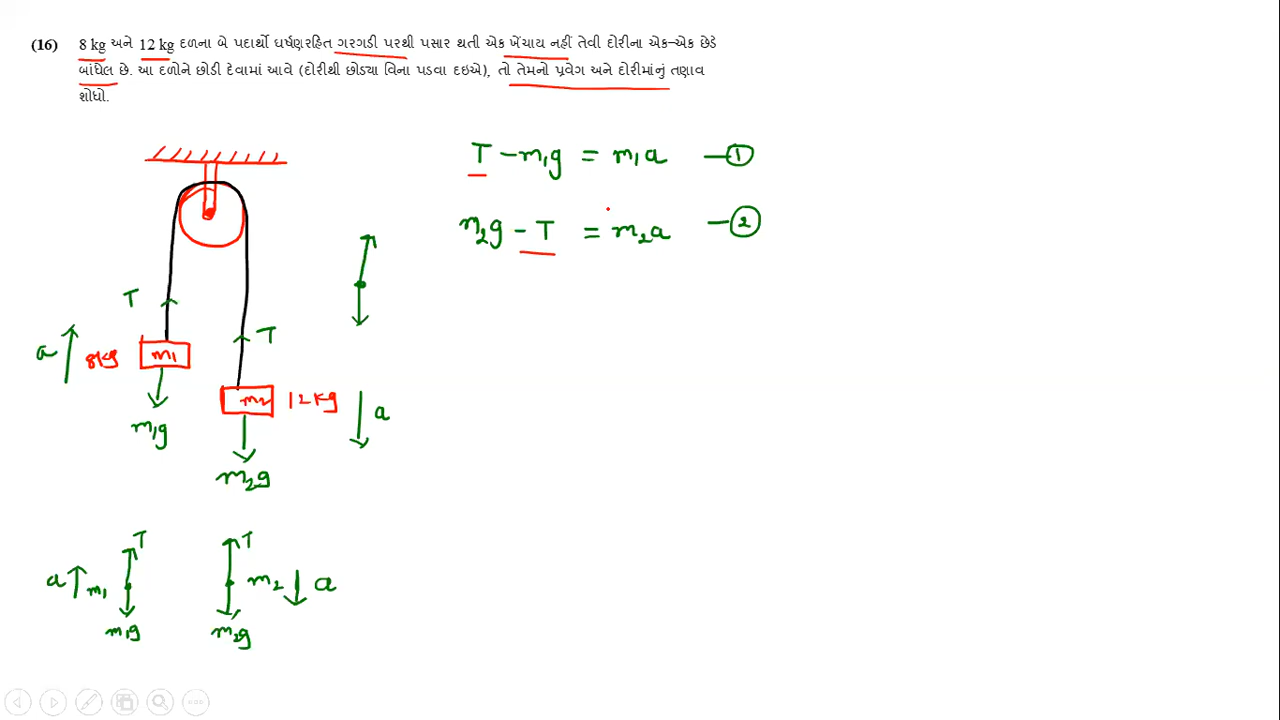 (16) 8 kg અને 12 kg દળના બે પદાર્થો ઘર્ષણરહિત ગરગડી પરથી પસાર થતી એક ખેંચાય નહીં તેવી દોરીના એક–એક છેડે
બાંધેલ છે. આ દળોને છોડી દેવામાં આવે (દોરીથી છોડ્યા વિના પડવા દઇએ), તો તેમનો પ્રવેગ અને દોરીમાંનું તણાવ
શોધો.
T – m₁g = m₁a —①
m₂g – T = m₂a —②
T
T
a
8kg
m₁
m₂
12kg
a
m₁g
m₂g
T
T
a
m₁
m₂
a
m₁g
m₂g